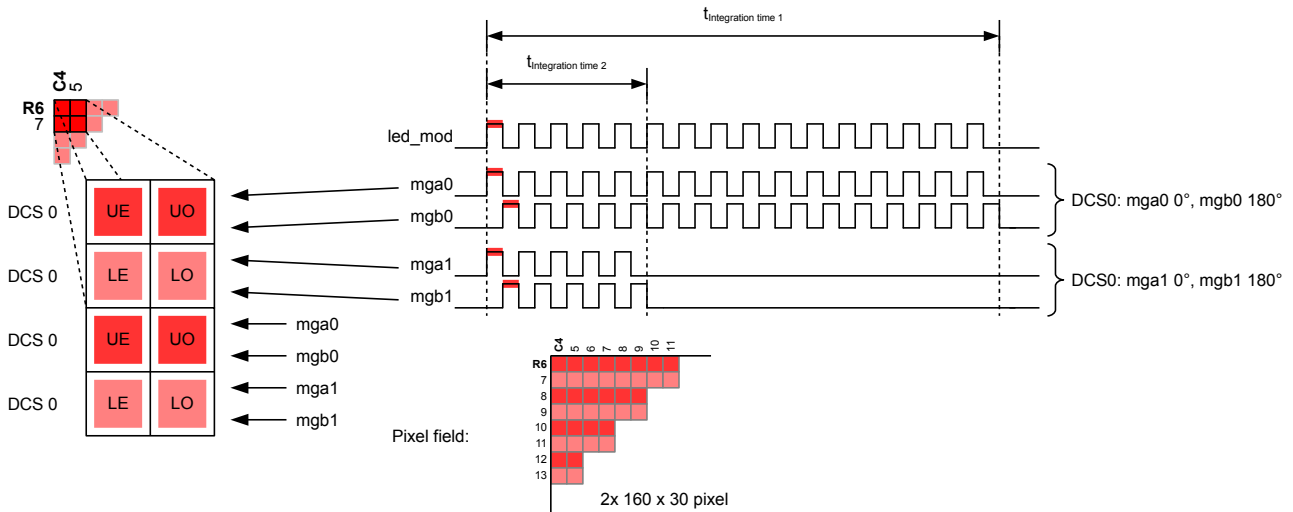 t Integration time 1
t Integration time 2
C4
5
R6
7
led_mod
mga0
mgb0
DCS0: mga0 0°, mgb0 180°
mga1
mgb1
DCS0: mga1 0°, mgb1 180°
DCS 0
UE UO
DCS 0
LE LO
DCS 0
UE UO
DCS 0
LE LO
mga0
mgb0
mga1
mgb1
C4 5 6 7 8 9 10 11
R6
7
8
9
10
11
12
13
Pixel field:
2x 160 x 30 pixel